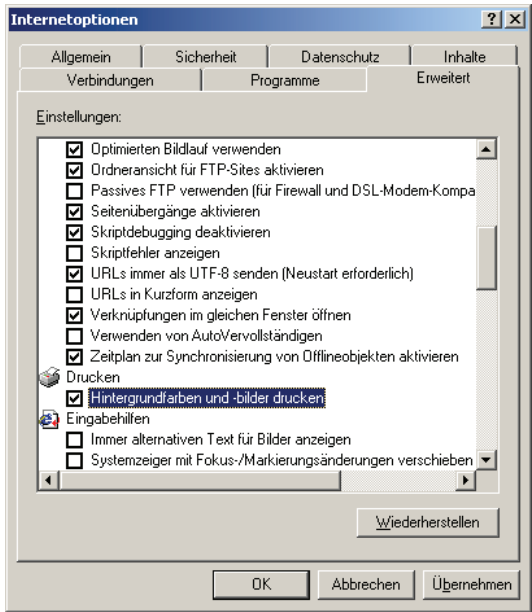 Internetoptionen
Allgemein Sicherheit Datenschutz Inhalte
Verbindungen Programme Erweitert
Einstellungen:
Optimierten Bildlauf verwenden
Ordneransicht für FTP-Sites aktivieren
Passives FTP verwenden (für Firewall und DSL-Modem-Kompa
Seitenübergänge aktivieren
Skriptdebugging deaktivieren
Skriptfehler anzeigen
URLs immer als UTF-8 senden (Neustart erforderlich)
URLs in Kurzform anzeigen
Verknüpfungen im gleichen Fenster öffnen
Verwenden von AutoVervollständigen
Zeitplan zur Synchronisierung von Offlineobjekten aktivieren
Drucken
Hintergrundfarben und -bilder drucken
Eingabehilfen
Immer alternativen Text für Bilder anzeigen
Systemzeiger mit Fokus-/Markierungsänderungen verschieben
Wiederherstellen
OK Abbrechen Übernehmen